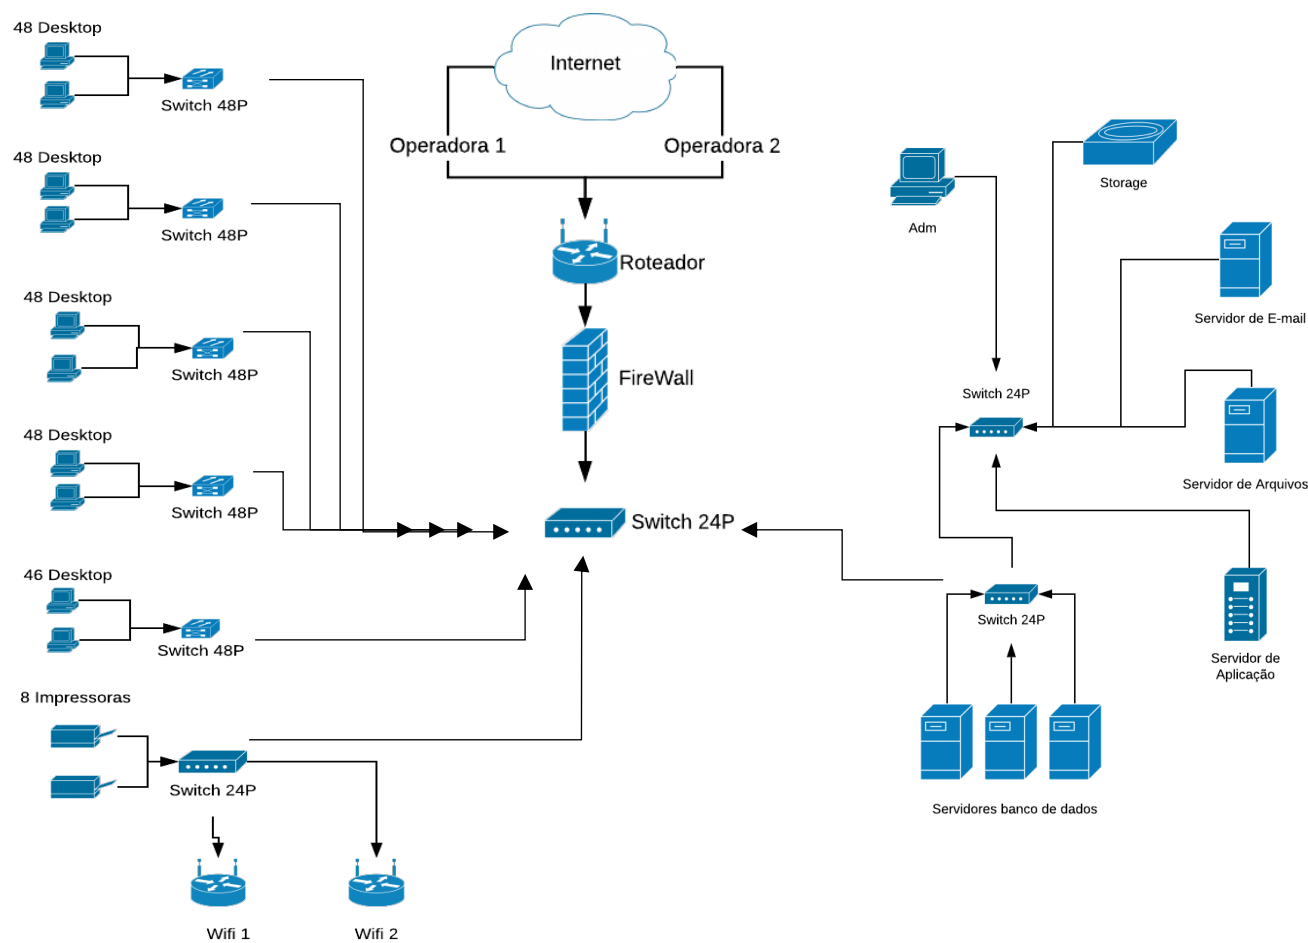 48 Desktop
Switch 48P
48 Desktop
Switch 48P
48 Desktop
Switch 48P
48 Desktop
Switch 48P
46 Desktop
Switch 48P
8 Impressoras
Switch 24P
Wifi 1
Wifi 2
Internet
Operadora 1
Operadora 2
Roteador
FireWall
Switch 24P
Adm
Storage
Servidor de E-mail
Switch 24P
Servidor de Arquivos
Switch 24P
Servidor de
Aplicação
Servidores banco de dados